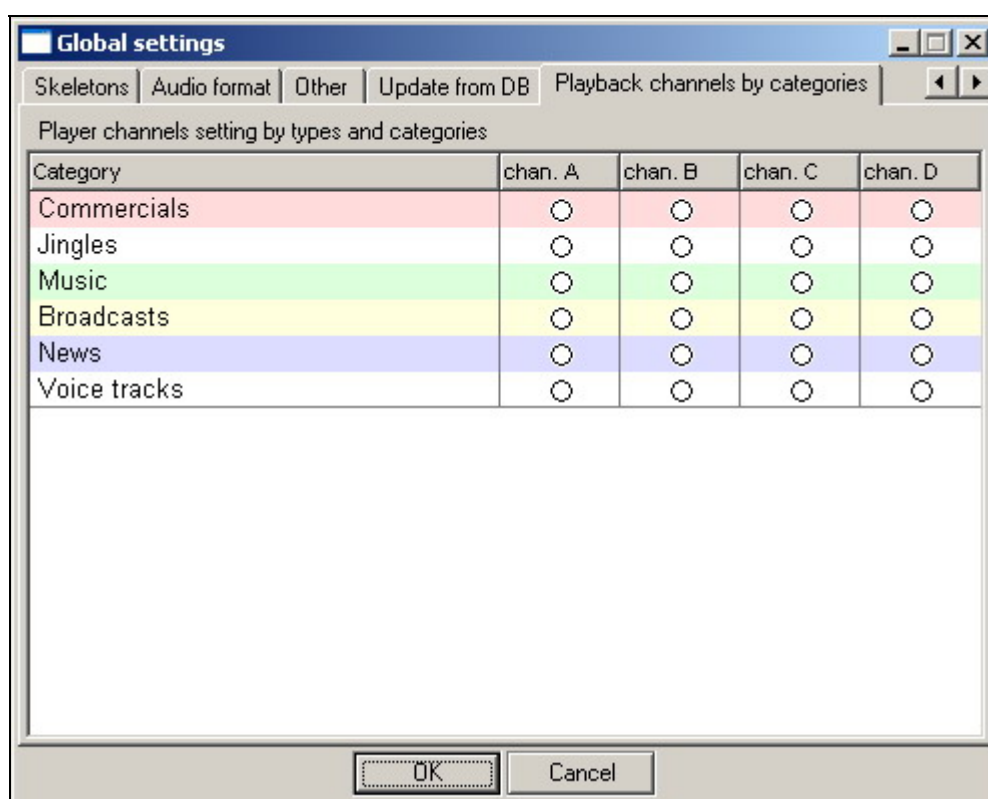 Global settings
Skeletons Audio format Other Update from DB Playback channels by categories
Player channels setting by types and categories
Category chan. A chan. B chan. C chan. D
Commercials
Jingles
Music
Broadcasts
News
Voice tracks
OK Cancel